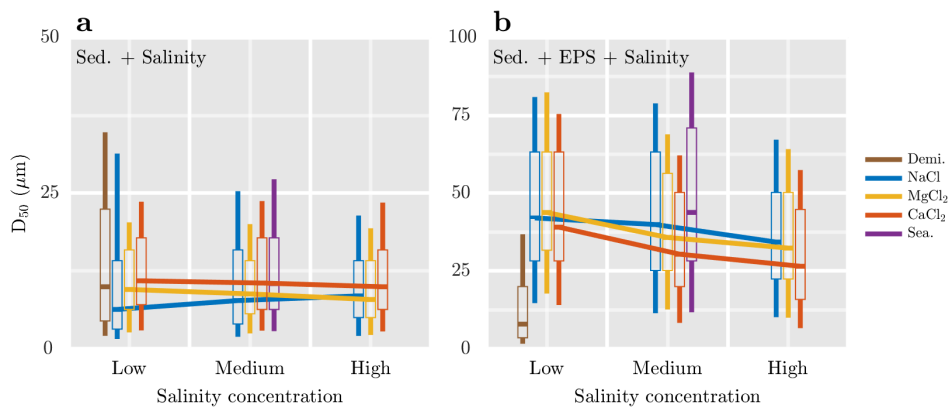 a
b
50
25
0
D50 (μm)
Sed. + Salinity
Low
Medium
High
Salinity concentration
100
75
50
25
0
Sed. + EPS + Salinity
Low
Medium
High
Salinity concentration
Demi.
NaCl
MgCl2
CaCl2
Sea.